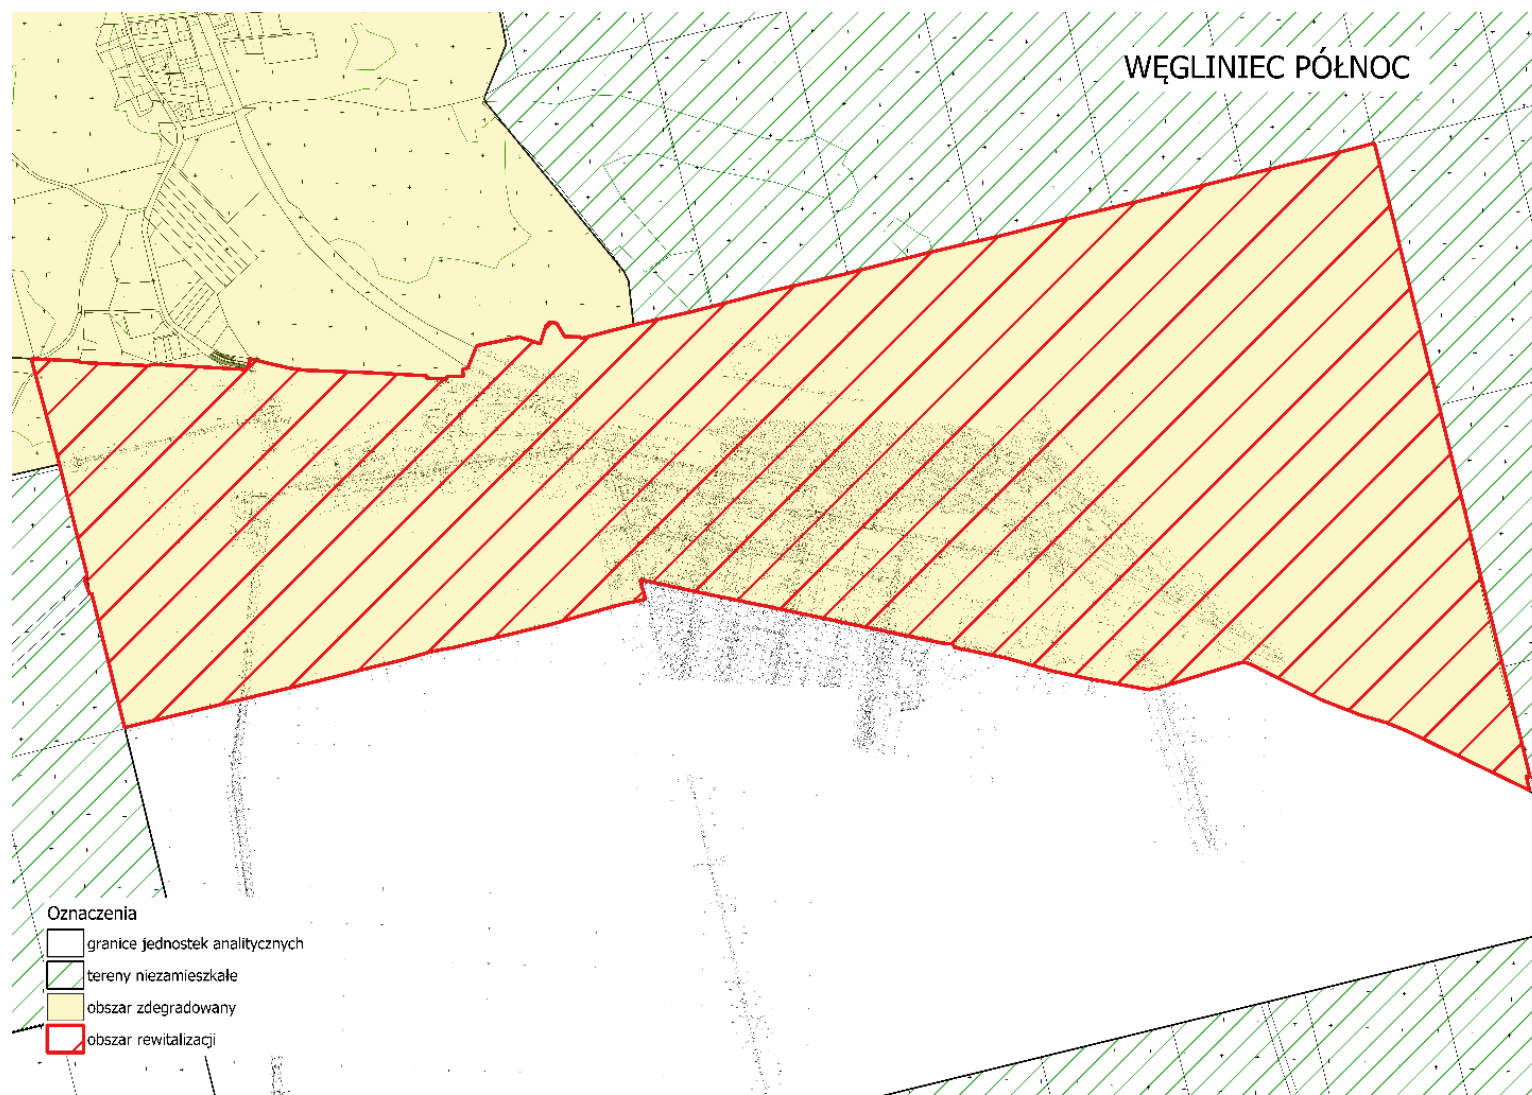 WĘGLINIEC PÓŁNOC
Oznaczenia
granice jednostek analitycznych
tereny niezamieszkałe
obszar zdegradowany
obszar rewitalizacji